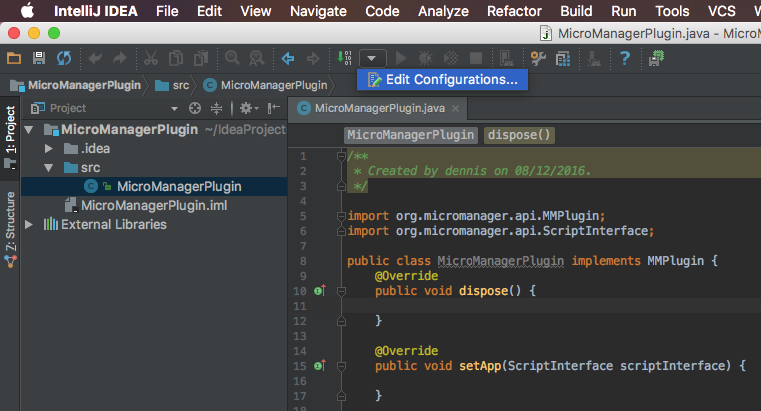 IntelliJ IDEA File Edit View Navigate Code Analyze Refactor Build Run Tools VCS
MicroManagerPlugin.java - MicroM
MicroManagerPlugin src MicroManagerPlugin
Edit Configurations...
1: Project
Z: Structure
Project
MicroManagerPlugin ~/IdeaProject
.idea
src
MicroManagerPlugin
MicroManagerPlugin.iml
External Libraries
MicroManagerPlugin.java
MicroManagerPlugin dispose()
1 /**
2 * Created by dennis on 08/12/2016.
3 */
4
5 import org.micromanager.api.MMPlugin;
6 import org.micromanager.api.ScriptInterface;
7
8 public class MicroManagerPlugin implements MMPlugin {
9 @Override
10 public void dispose() {
11
12 }
13
14 @Override
15 public void setApp(ScriptInterface scriptInterface) {
16
17 }
18